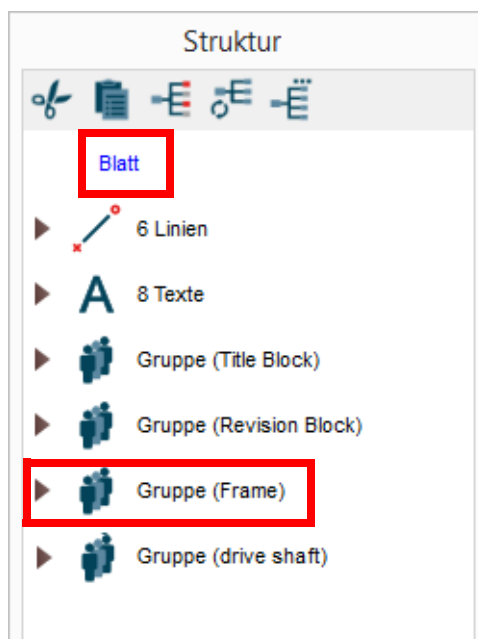 Struktur
Blatt
6 Linien
8 Texte
Gruppe (Title Block)
Gruppe (Revision Block)
Gruppe (Frame)
Gruppe (drive shaft)